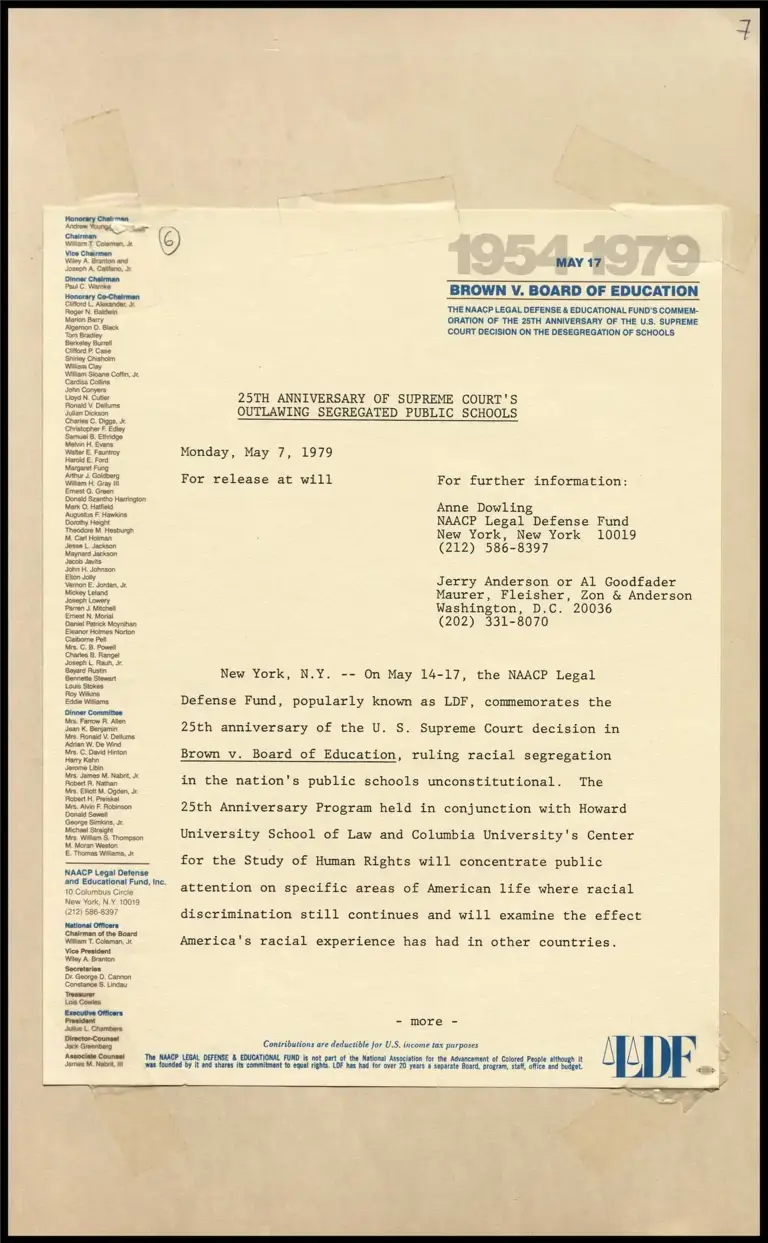 7
6
Honorary Chairman
Andrew Young
Chairman
William T. Coleman, Jr.
Vice Chairmen
Wiley A. Branton and
Joseph A. Califano, Jr.
Dinner Chairman
Paul C. Warnke
Honorary Co-Chairmen
Clifford L. Alexander, Jr.
Roger N. Baldwin
Marion Barry
Algernon D. Black
Tom Bradley
Berkeley Burrell
Clifford P. Case
Shirley Chisholm
William Clay
William Sloane Coffin, Jr.
Cardiss Collins
John Conyers
Lloyd N. Cutler
Ronald V. Dellums
Julian Dickson
Charles C. Diggs, Jr.
Christopher F. Edley
Samuel B. Ethridge
Melvin H. Evans
Walter E. Fauntroy
Harold E. Ford
Margaret Fung
Arthur J. Goldberg
William H. Gray III
Ernest G. Green
Donald Szantho Harrington
Mark O. Hatfield
Augustus F. Hawkins
Dorothy Height
Theodore M. Hesburgh
M. Carl Holman
Jesse L. Jackson
Maynard Jackson
Jacob Javits
John H. Johnson
Elton Jolly
Vernon E. Jordan, Jr.
Mickey Leland
Joseph Lowery
Parren J. Mitchell
Ernest N. Morial
Daniel Patrick Moynihan
Eleanor Holmes Norton
Claiborne Pell
Mrs. C. B. Powell
Charles B. Rangel
Joseph L. Rauh, Jr.
Bayard Rustin
Bennette Stewart
Louis Stokes
Roy Wilkins
Eddie Williams
Dinner Committee
Mrs. Farrow R. Allen
Jean K. Benjamin
Mrs. Ronald V. Dellums
Adrian W. De Wind
Mrs. C. David Hinton
Harry Kahn
Jerome Libin
Mrs. James M. Nabrit, Jr.
Robert R. Nathan
Mrs. Elliott M. Ogden, Jr.
Robert H. Preiskel
Mrs. Alvin F. Robinson
Donald Sewell
George Simkins, Jr.
Michael Straight
Mrs. William S. Thompson
M. Moran Weston
E. Thomas Williams, Jr.
NAACP Legal Defense
and Educational Fund, Inc.
10 Columbus Circle
New York, N.Y. 10019
(212) 586-8397
National Officers
Chairman of the Board
William T. Coleman, Jr.
Vice President
Wiley A. Branton
Secretaries
Dr. George D. Cannon
Constance S. Lindau
Treasurer
Lois Cowles
Executive Officers
President
Julius L. Chambers
Director-Counsel
Jack Greenberg
Associate Counsel
James M. Nabrit, III
1954 1979
MAY 17
BROWN V. BOARD OF EDUCATION
THE NAACP LEGAL DEFENSE & EDUCATIONAL FUND'S COMMEM-
ORATION OF THE 25TH ANNIVERSARY OF THE U.S. SUPREME
COURT DECISION ON THE DESEGREGATION OF SCHOOLS
25TH ANNIVERSARY OF SUPREME COURT'S
OUTLAWING SEGREGATED PUBLIC SCHOOLS
Monday, May 7, 1979
For release at will
For further information:
Anne Dowling
NAACP Legal Defense Fund
New York, New York 10019
(212) 586-8397
Jerry Anderson or Al Goodfader
Maurer, Fleisher, Zon & Anderson
Washington, D.C. 20036
(202) 331-8070
New York, N.Y. -- On May 14-17, the NAACP Legal
Defense Fund, popularly known as LDF, commemorates the
25th anniversary of the U. S. Supreme Court decision in
Brown v. Board of Education, ruling racial segregation
in the nation's public schools unconstitutional. The
25th Anniversary Program held in conjunction with Howard
University School of Law and Columbia University's Center
for the Study of Human Rights will concentrate public
attention on specific areas of American life where racial
discrimination still continues and will examine the effect
America's racial experience has had in other countries.
- more -
Contributions are deductible for U.S. income tax purposes
The NAACP LEGAL DEFENSE & EDUCATIONAL FUND is not part of the National Association for the Advancement of Colored People although it
was founded by it and shares its commitment to equal rights. LDF has had for over 20 years a separate Board, program, staff, office and budget.
LDF